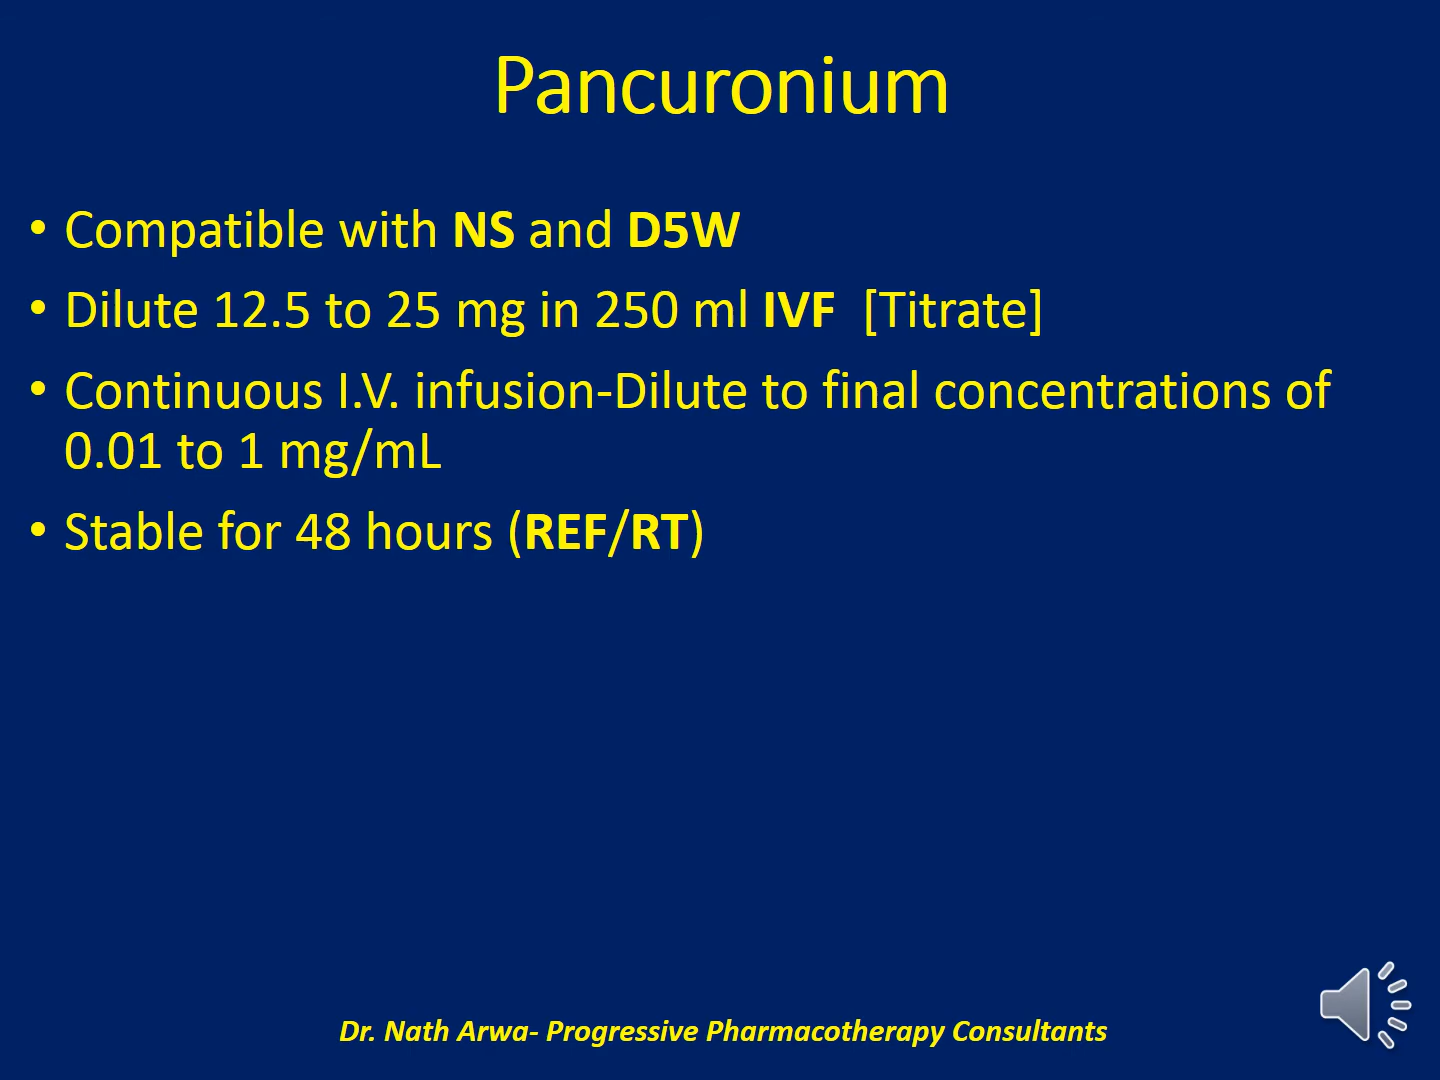 Pancuronium
• Compatible with NS and D5W
• Dilute 12.5 to 25 mg in 250 ml IVF [Titrate]
• Continuous I.V. infusion-Dilute to final concentrations of
0.01 to 1 mg/mL
• Stable for 48 hours (REF/RT)
Dr. Nath Arwa- Progressive Pharmacotherapy Consultants